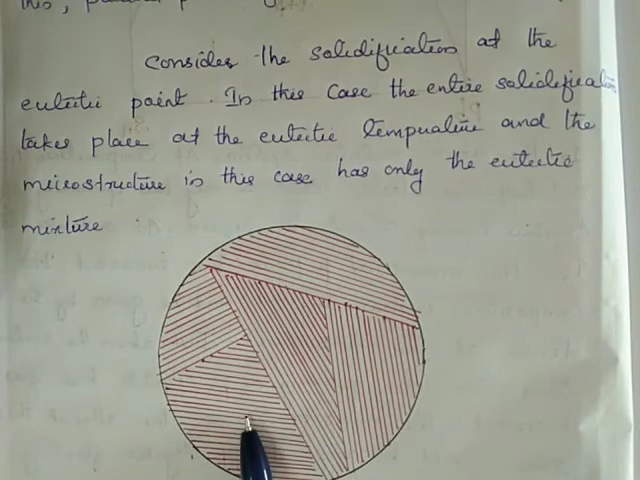 this,
Consider the solidification at the
eutectic point. In this case the entire solidification
takes place at the eutectic temperature and the
microstructure in this case has only the eutectic
mixture